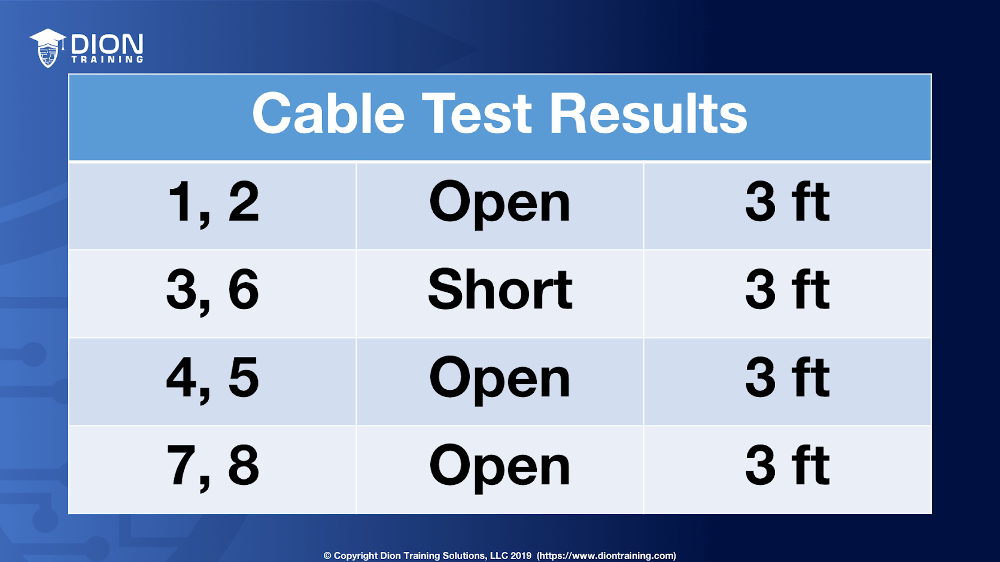 DION
TRAINING
Cable Test Results
1, 2 Open 3 ft
3, 6 Short 3 ft
4, 5 Open 3 ft
7, 8 Open 3 ft
© Copyright Dion Training Solutions, LLC 2019 (https://www.diontraining.com)